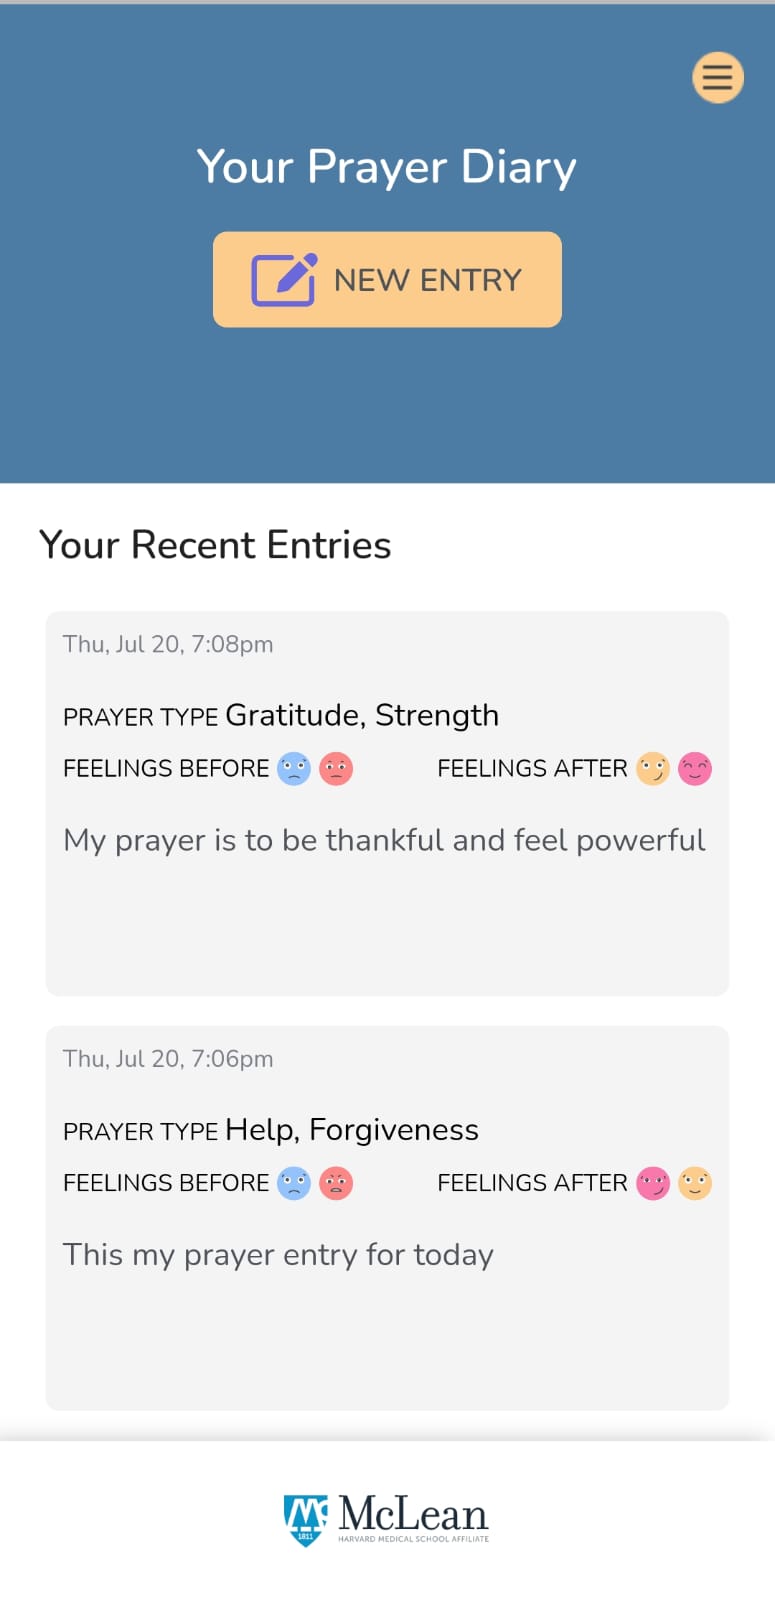 Your Prayer Diary
NEW ENTRY
Your Recent Entries
Thu, Jul 20, 7:08pm
PRAYER TYPE Gratitude, Strength
FEELINGS BEFORE FEELINGS AFTER
My prayer is to be thankful and feel powerful
Thu, Jul 20, 7:06pm
PRAYER TYPE Help, Forgiveness
FEELINGS BEFORE FEELINGS AFTER
This my prayer entry for today
McLean
1811
HARVARD MEDICAL SCHOOL AFFILIATE